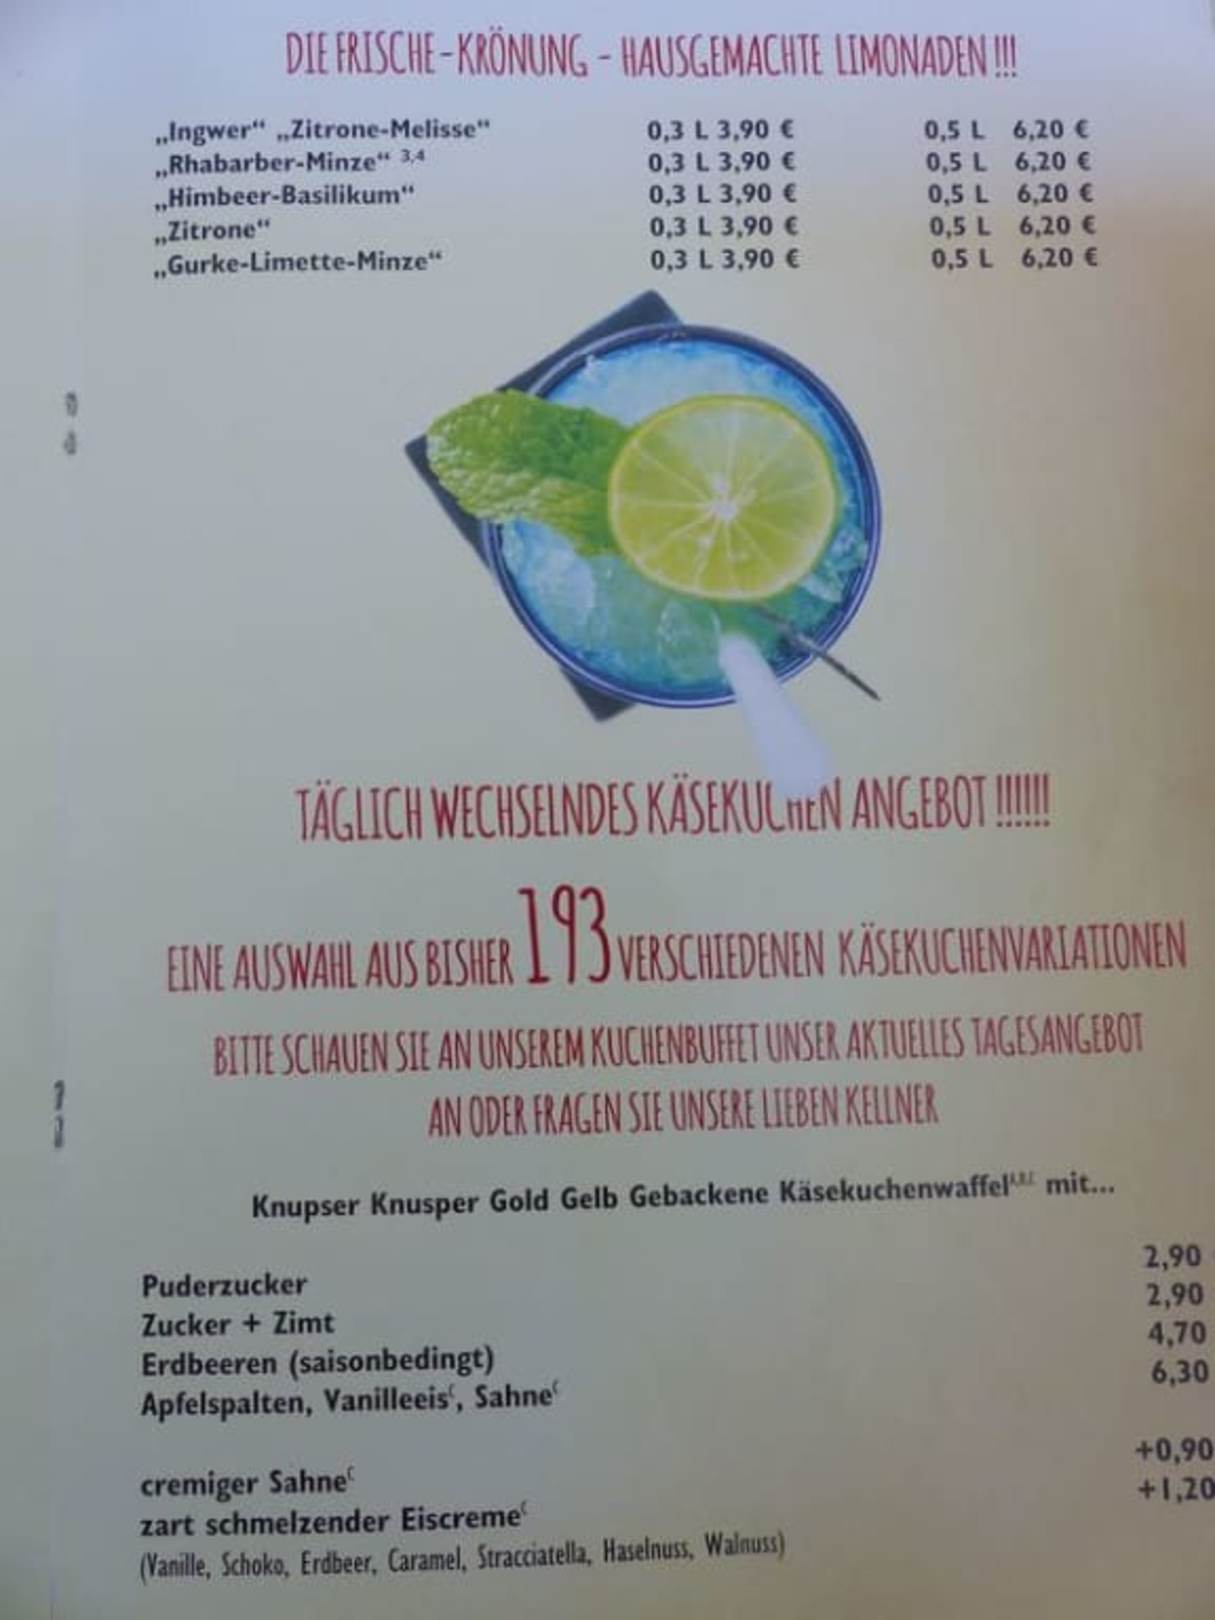 DIE FRISCHE-KRÖNUNG - HAUSGEMACHTE LIMONADEN !!!
„Ingwer“ „Zitrone-Melisse“ 0,3 L 3,90 € 0,5 L 6,20 €
„Rhabarber-Minze“ 3,4 0,3 L 3,90 € 0,5 L 6,20 €
„Himbeer-Basilikum“ 0,3 L 3,90 € 0,5 L 6,20 €
„Zitrone“ 0,3 L 3,90 € 0,5 L 6,20 €
„Gurke-Limette-Minze“ 0,3 L 3,90 € 0,5 L 6,20 €
TÄGLICH WECHSELNDES KÄSEKUCHEN ANGEBOT !!!!!!
EINE AUSWAHL AUS BISHER 193 VERSCHIEDENEN KÄSEKUCHENVARIATIONEN
BITTE SCHAUEN SIE AN UNSEREM KUCHENBUFFET UNSER AKTUELLES TAGESANGEBOT
AN ODER FRAGEN SIE UNSERE LIEBEN KELLNER
Knupser Knusper Gold Gelb Gebackene Käsekuchenwaffel mit...
Puderzucker 2,90
Zucker + Zimt 2,90
Erdbeeren (saisonbedingt) 4,70
Apfelspalten, Vanilleeis C, Sahne C 6,30
cremiger Sahne C +0,90
zart schmelzender Eiscreme C +1,20
(Vanille, Schoko, Erdbeer, Caramel, Stracciatella, Haselnuss, Walnuss)